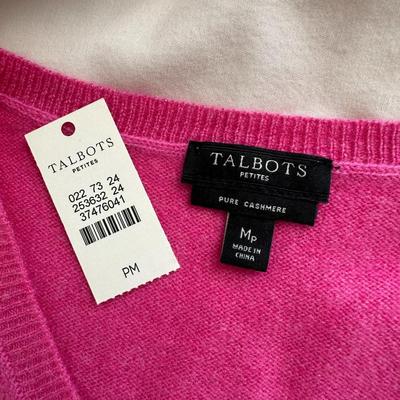 TALBOTS
PETITES
022 73 24
253632 24
37476041
PM
TALBOTS
PETITES
PURE CASHMERE
MP
MADE IN
CHINA